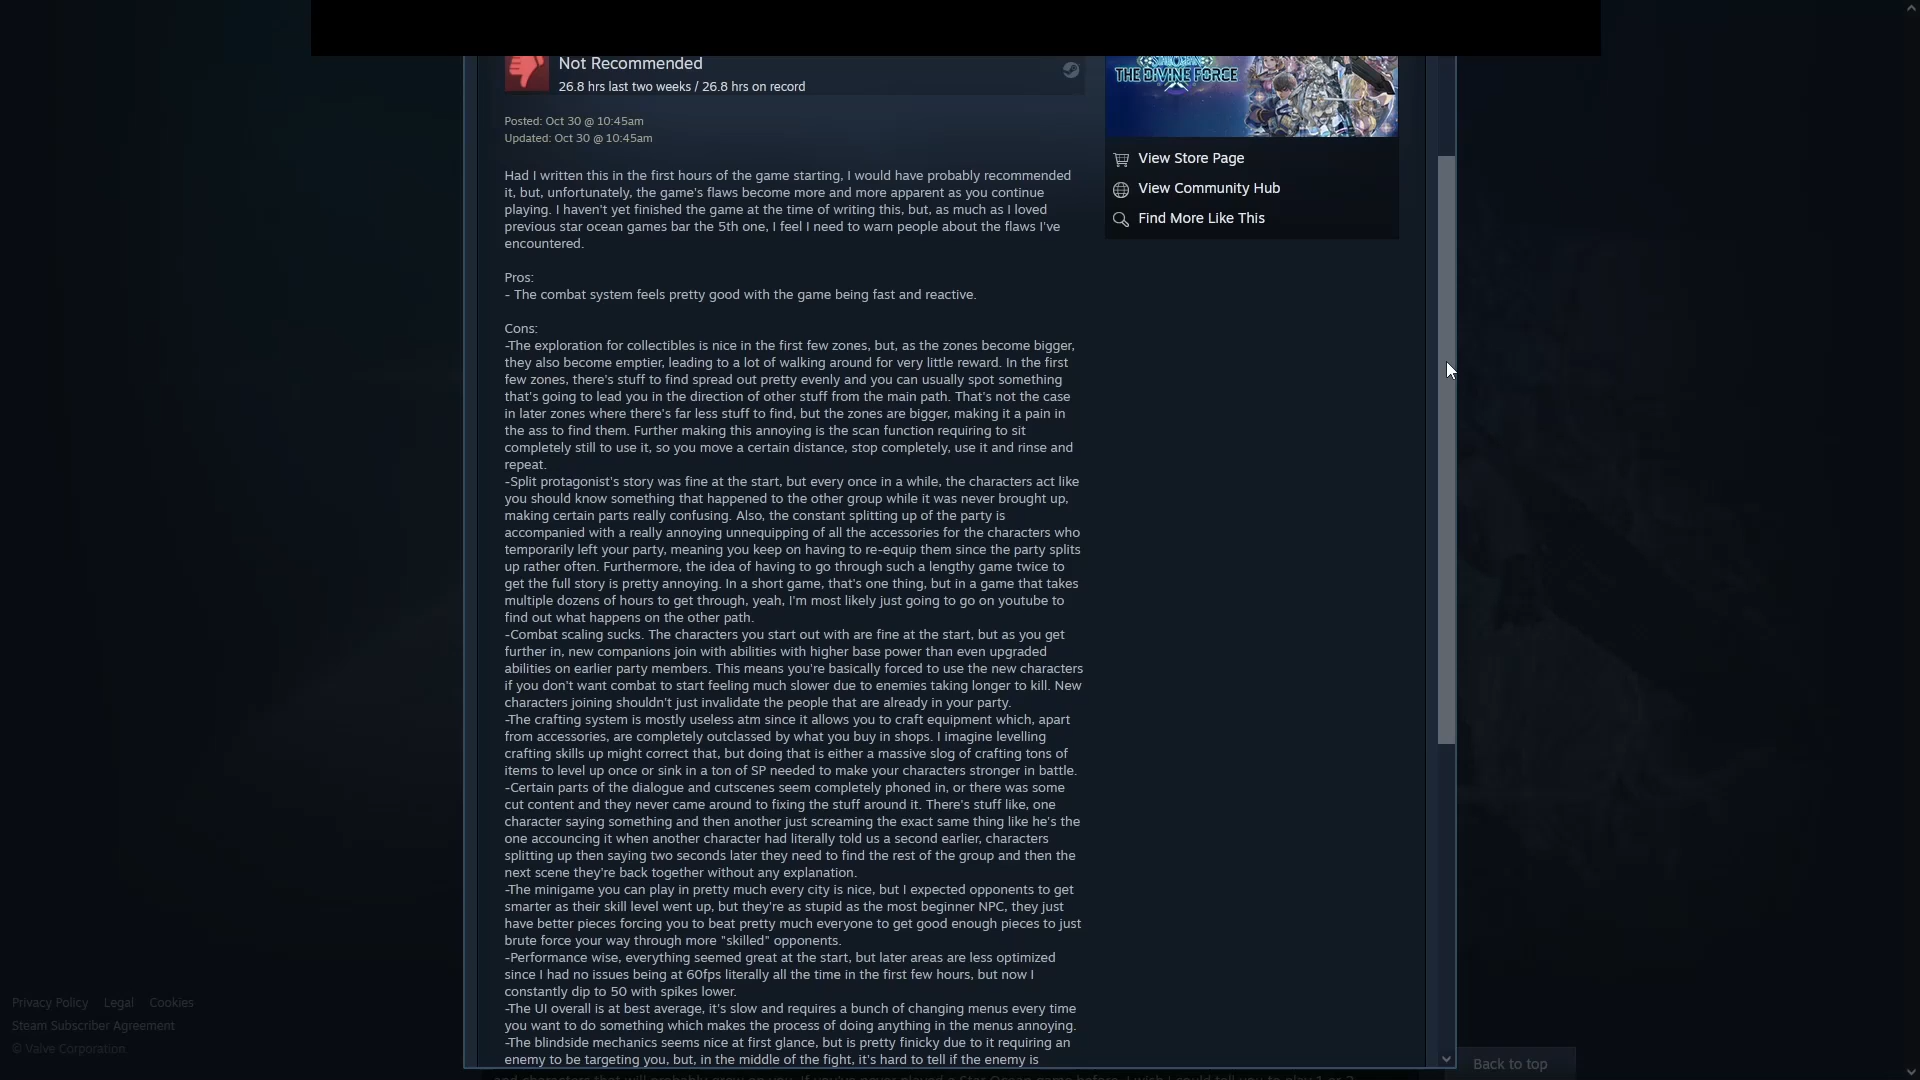 Not Recommended
26.8 hrs last two weeks / 26.8 hrs on record
THE DIVINE FORCE
Posted: Oct 30 @ 10:45am
Updated: Oct 30 @ 10:45am
View Store Page
View Community Hub
Find More Like This
Had I written this in the first hours of the game starting, I would have probably recommended
it, but, unfortunately, the game's flaws become more and more apparent as you continue
playing. I haven't yet finished the game at the time of writing this, but, as much as I loved
previous star ocean games bar the 5th one, I feel I need to warn people about the flaws I've
encountered.
Pros:
- The combat system feels pretty good with the game being fast and reactive.
Cons:
-The exploration for collectibles is nice in the first few zones, but, as the zones become bigger,
they also become emptier, leading to a lot of walking around for very little reward. In the first
few zones, there's stuff to find spread out pretty evenly and you can usually spot something
that's going to lead you in the direction of other stuff from the main path. That's not the case
in later zones where there's far less stuff to find, but the zones are bigger, making it a pain in
the ass to find them. Further making this annoying is the scan function requiring to sit
completely still to use it, so you move a certain distance, stop completely, use it and rinse and
repeat.
-Split protagonist's story was fine at the start, but every once in a while, the characters act like
you should know something that happened to the other group while it was never brought up,
making certain parts really confusing. Also, the constant splitting up of the party is
accompanied with a really annoying unnequipping of all the accessories for the characters who
temporarily left your party, meaning you keep on having to re-equip them since the party splits
up rather often. Furthermore, the idea of having to go through such a lengthy game twice to
get the full story is pretty annoying. In a short game, that's one thing, but in a game that takes
multiple dozens of hours to get through, yeah, I'm most likely just going to go on youtube to
find out what happens on the other path.
-Combat scaling sucks. The characters you start out with are fine at the start, but as you get
further in, new companions join with abilities with higher base power than even upgraded
abilities on earlier party members. This means you're basically forced to use the new characters
if you don't want combat to start feeling much slower due to enemies taking longer to kill. New
characters joining shouldn't just invalidate the people that are already in your party.
-The crafting system is mostly useless atm since it allows you to craft equipment which, apart
from accessories, are completely outclassed by what you buy in shops. I imagine levelling
crafting skills up might correct that, but doing that is either a massive slog of crafting tons of
items to level up once or sink in a ton of SP needed to make your characters stronger in battle.
-Certain parts of the dialogue and cutscenes seem completely phoned in, or there was some
cut content and they never came around to fixing the stuff around it. There's stuff like, one
character saying something and then another just screaming the exact same thing like he's the
one accouncing it when another character had literally told us a second earlier, characters
splitting up then saying two seconds later they need to find the rest of the group and then the
next scene they're back together without any explanation.
-The minigame you can play in pretty much every city is nice, but I expected opponents to get
smarter as their skill level went up, but they're as stupid as the most beginner NPC, they just
have better pieces forcing you to beat pretty much everyone to get good enough pieces to just
brute force your way through more "skilled" opponents.
-Performance wise, everything seemed great at the start, but later areas are less optimized
since I had no issues being at 60fps literally all the time in the first few hours, but now I
constantly dip to 50 with spikes lower.
-The UI overall is at best average, it's slow and requires a bunch of changing menus every time
you want to do something which makes the process of doing anything in the menus annoying.
-The blindside mechanics seems nice at first glance, but is pretty finicky due to it requiring an
enemy to be targeting you, but, in the middle of the fight, it's hard to tell if the enemy is
Privacy Policy Legal Cookies
Steam Subscriber Agreement
© Valve Corporation
Back to top